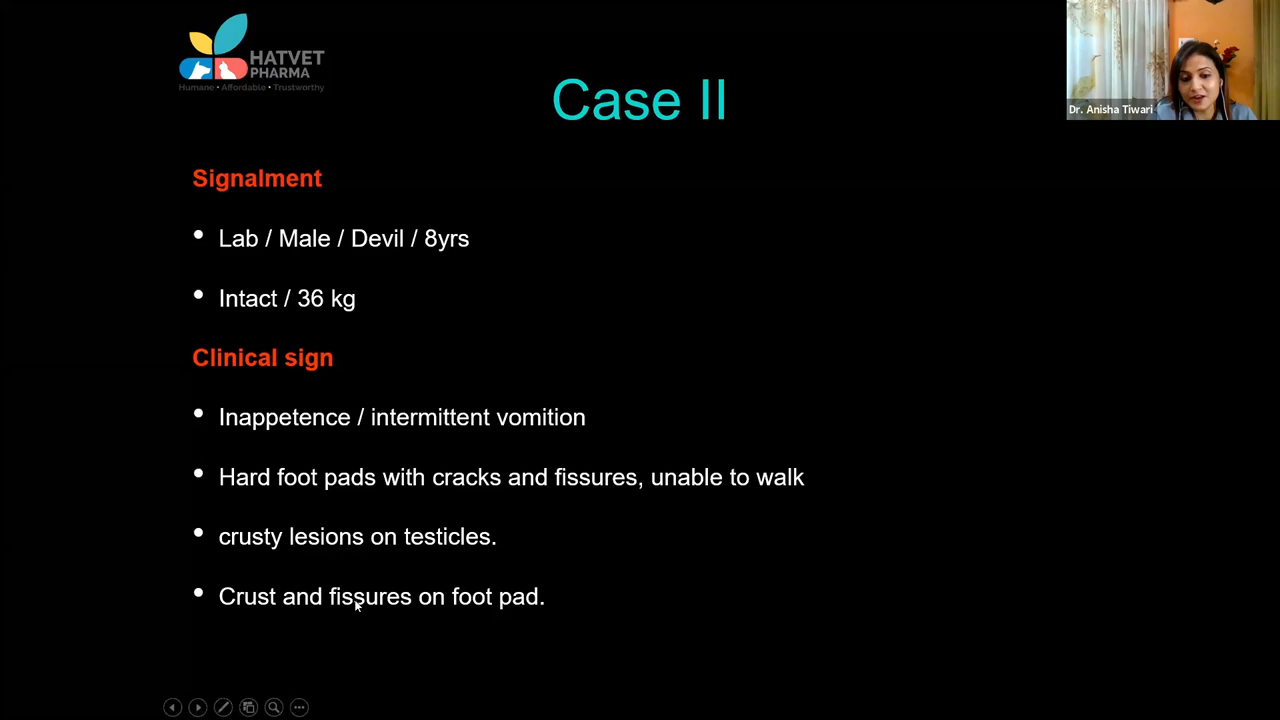 HATVET
PHARMA
Humane • Affordable • Trustworthy
Case II
Dr. Anisha Tiwari
Signalment
• Lab / Male / Devil / 8yrs
• Intact / 36 kg
Clinical sign
• Inappetence / intermittent vomition
• Hard foot pads with cracks and fissures, unable to walk
• crusty lesions on testicles.
• Crust and fissures on foot pad.